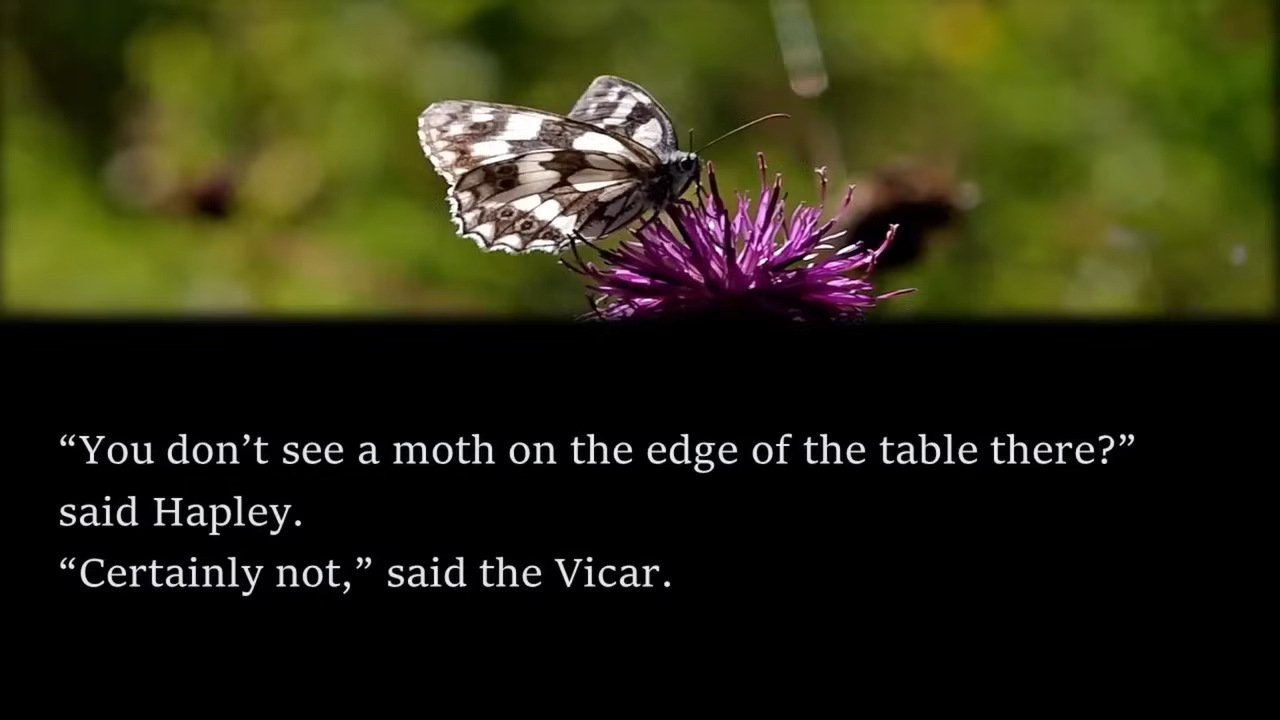 “You don’t see a moth on the edge of the table there?”
said Hapley.
“Certainly not,” said the Vicar.